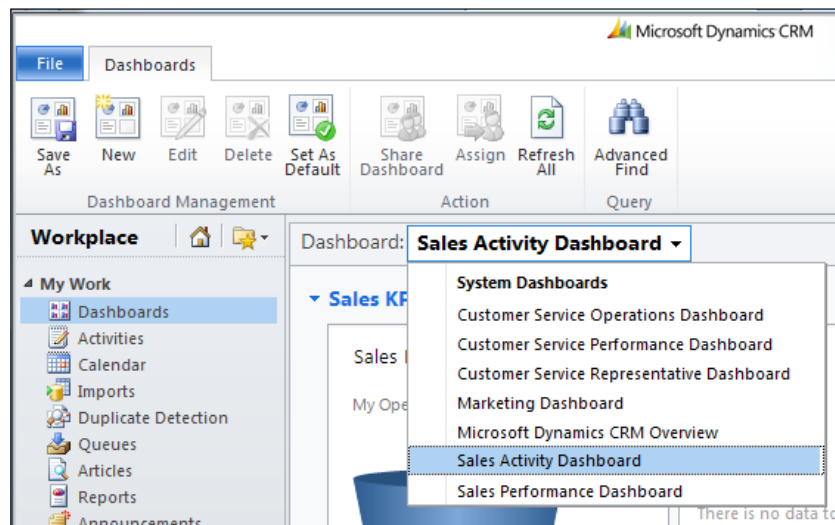 Microsoft Dynamics CRM
File
Dashboards
Save As
New
Edit
Delete
Set As Default
Share Dashboard
Assign
Refresh All
Advanced Find
Dashboard Management
Action
Query
Workplace
Dashboard:
Sales Activity Dashboard
My Work
Dashboards
Activities
Calendar
Imports
Duplicate Detection
Queues
Articles
Reports
Announcements
Sales KP
Sales
My Ope
System Dashboards
Customer Service Operations Dashboard
Customer Service Performance Dashboard
Customer Service Representative Dashboard
Marketing Dashboard
Microsoft Dynamics CRM Overview
Sales Activity Dashboard
Sales Performance Dashboard
There is no data to